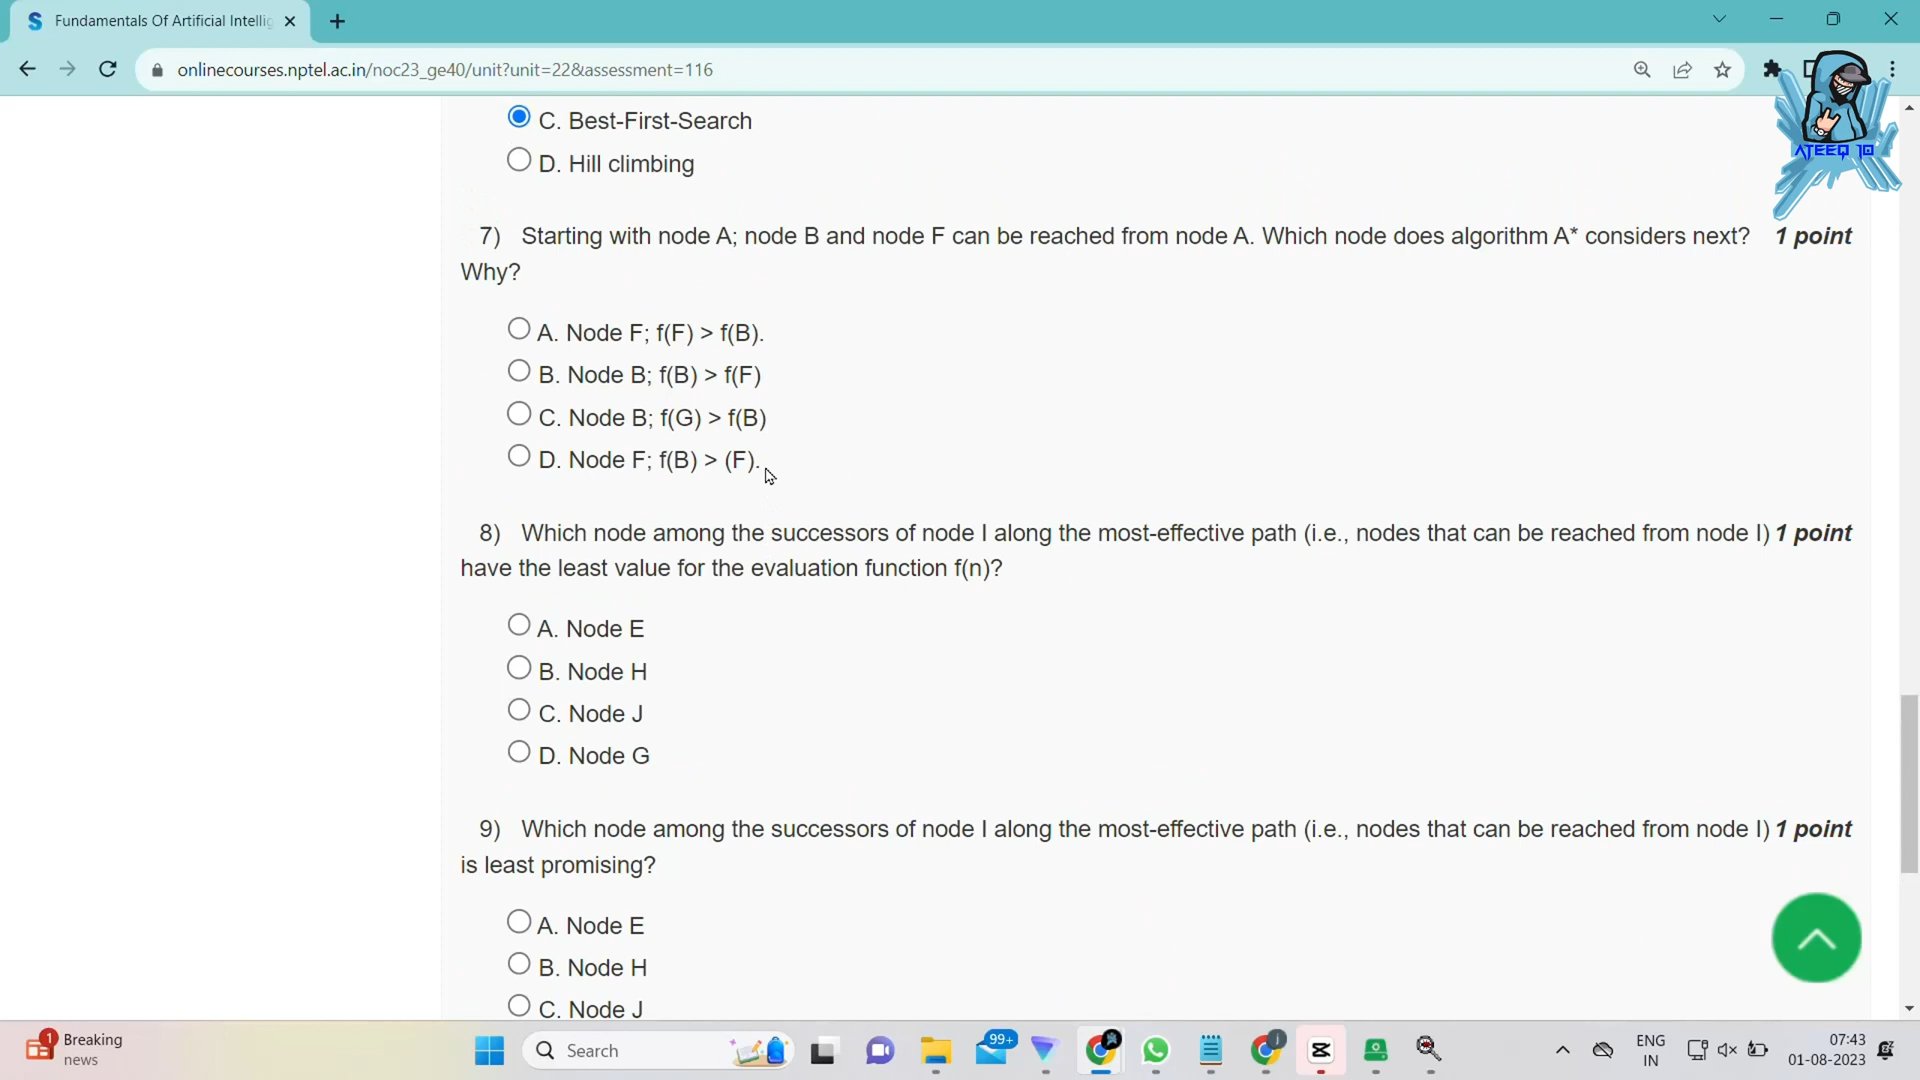 Fundamentals Of Artificial Intellig
onlinecourses.nptel.ac.in/noc23_ge40/unit?unit=22&assessment=116
ATEEQ 10
C. Best-First-Search
D. Hill climbing
7) Starting with node A; node B and node F can be reached from node A. Which node does algorithm A* considers next? 1 point
Why?
A. Node F; f(F) > f(B).
B. Node B; f(B) > f(F)
C. Node B; f(G) > f(B)
D. Node F; f(B) > (F).
8) Which node among the successors of node I along the most-effective path (i.e., nodes that can be reached from node I) 1 point
have the least value for the evaluation function f(n)?
A. Node E
B. Node H
C. Node J
D. Node G
9) Which node among the successors of node I along the most-effective path (i.e., nodes that can be reached from node I) 1 point
is least promising?
A. Node E
B. Node H
C. Node J
1 Breaking
news
Search
99+
ENG
IN
07:43
01-08-2023